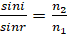 sini/sinr = n₂/n₁